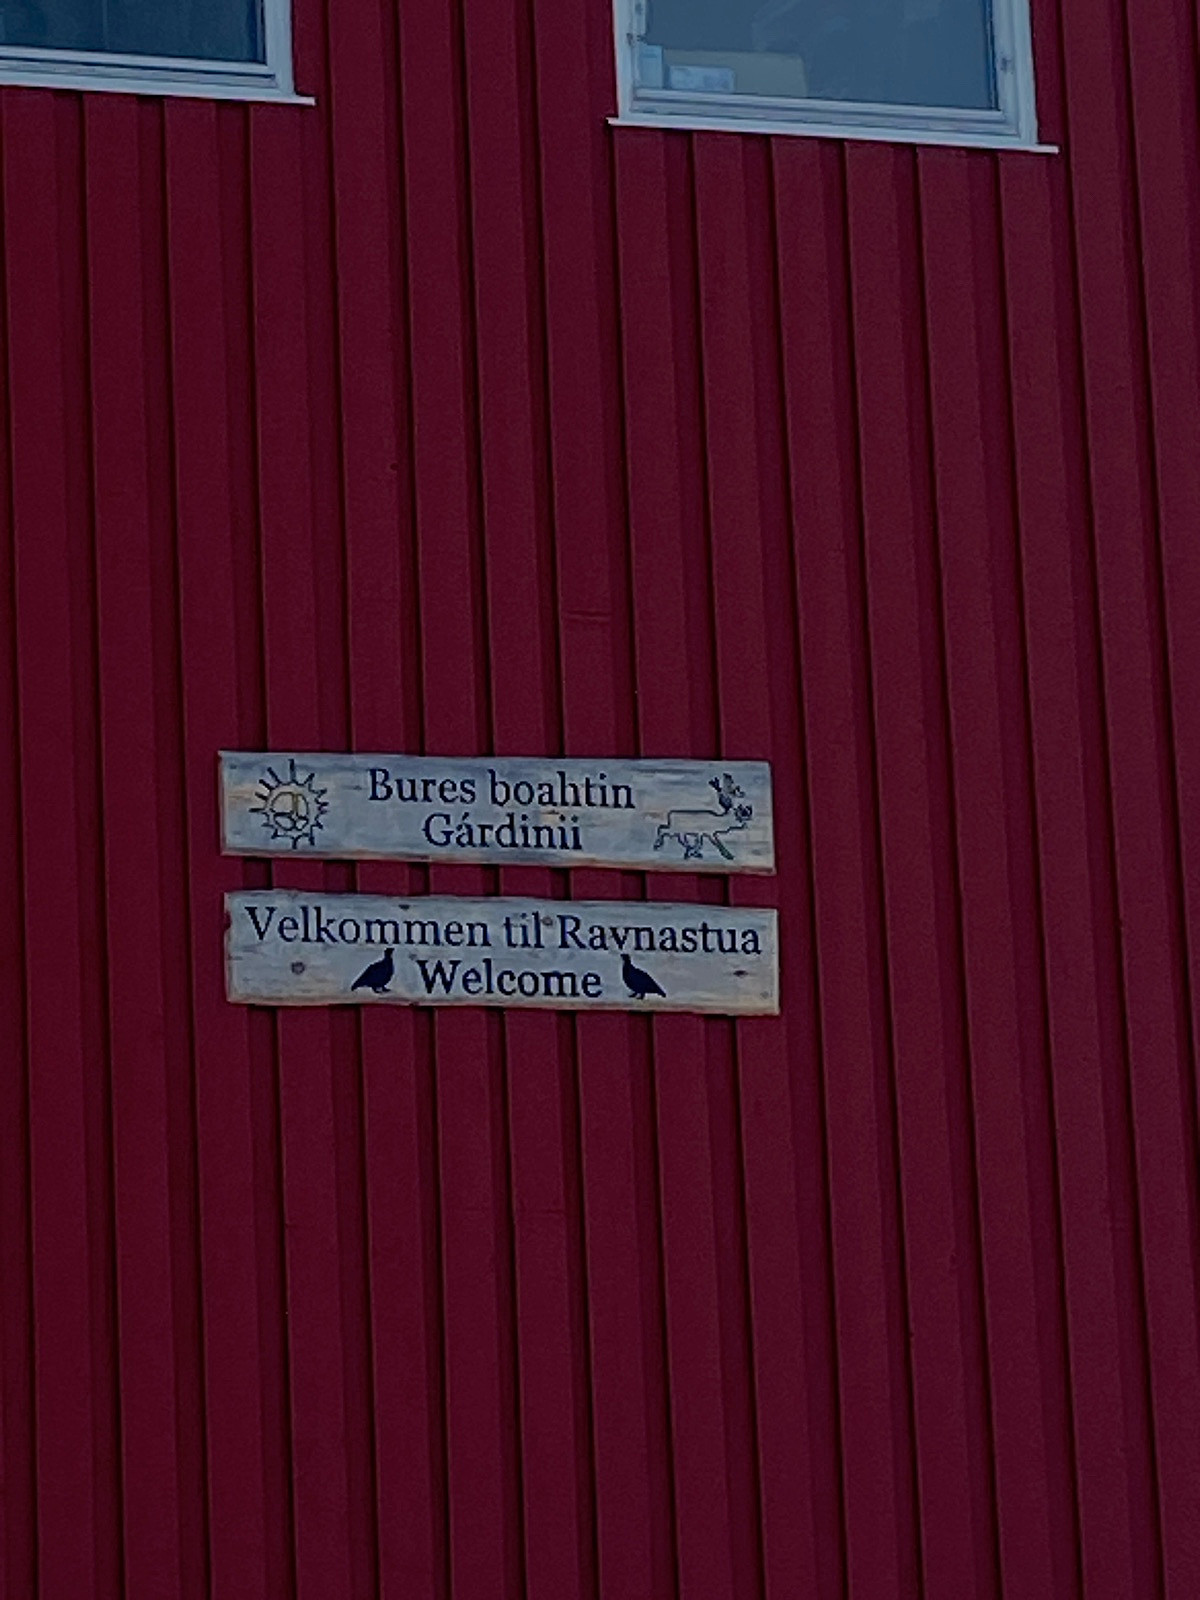 Bures boahtin
Gárdinii
Velkommen til Ravnastua
Welcome